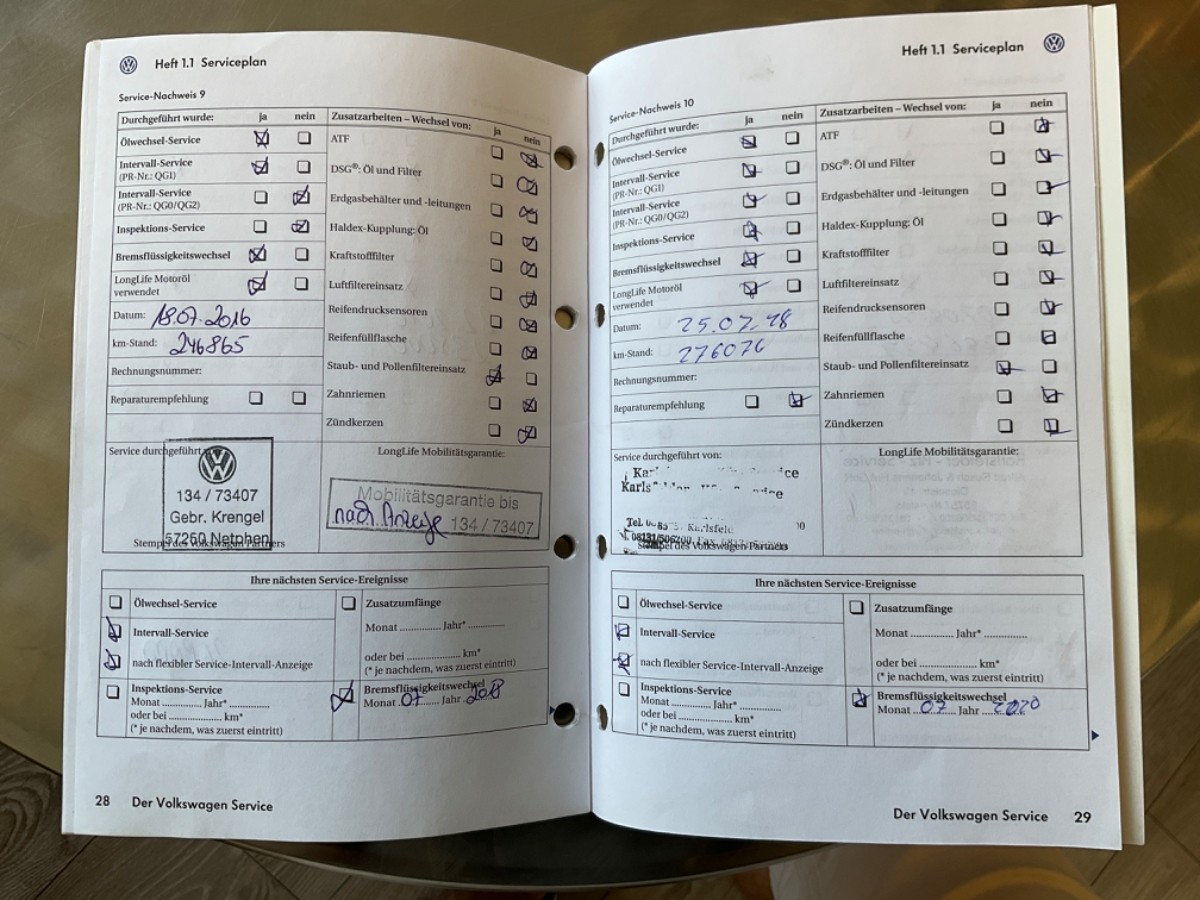 Heft 1.1 Serviceplan
Service-Nachweis 9
Durchgeführt wurde: ja nein
Ölwechsel-Service
Intervall-Service
(PR-Nr.: QG1)
Intervall-Service
(PR-Nr.: QG0/QG2)
Inspektions-Service
Bremsflüssigkeitswechsel
LongLife Motoröl
verwendet
Datum: 18.07.2016
km-Stand: 246865
Rechnungsnummer:
Reparaturempfehlung
Zusatzarbeiten – Wechsel von: ja nein
ATF
DSG®: Öl und Filter
Erdgasbehälter und -leitungen
Haldex-Kupplung: Öl
Kraftstofffilter
Luftfiltereinsatz
Reifendrucksensoren
Reifenfüllflasche
Staub- und Pollenfiltereinsatz
Zahnriemen
Zündkerzen
Service durchgeführt
134 / 73407
Gebr. Krengel
57250 Netphen
Stempel des Volkswagen Partners
LongLife Mobilitätsgarantie:
Mobilitätsgarantie bis
nach Anzeige 134 / 73407
Ihre nächsten Service-Ereignisse
Ölwechsel-Service
Intervall-Service
nach flexibler Service-Intervall-Anzeige
Inspektions-Service
Monat ............ Jahr* ............
oder bei ........................ km*
(* je nachdem, was zuerst eintritt)
Zusatzumfänge
Monat ............ Jahr* ............
oder bei ........................ km*
(* je nachdem, was zuerst eintritt)
Bremsflüssigkeitswechsel
Monat 07 Jahr 2018
28 Der Volkswagen Service
Heft 1.1 Serviceplan
Service-Nachweis 10
Durchgeführt wurde: ja nein
Ölwechsel-Service
Intervall-Service
(PR-Nr.: QG1)
Intervall-Service
(PR-Nr.: QG0/QG2)
Inspektions-Service
Bremsflüssigkeitswechsel
LongLife Motoröl
verwendet
Datum: 25.07.18
km-Stand: 276076
Rechnungsnummer:
Reparaturempfehlung
Zusatzarbeiten – Wechsel von: ja nein
ATF
DSG®: Öl und Filter
Erdgasbehälter und -leitungen
Haldex-Kupplung: Öl
Kraftstofffilter
Luftfiltereinsatz
Reifendrucksensoren
Reifenfüllflasche
Staub- und Pollenfiltereinsatz
Zahnriemen
Zündkerzen
Service durchgeführt von:
Tel.
08131/506200
Stempel des Volkswagen Partners
LongLife Mobilitätsgarantie:
Ihre nächsten Service-Ereignisse
Ölwechsel-Service
Intervall-Service
nach flexibler Service-Intervall-Anzeige
Inspektions-Service
Monat ............ Jahr* ............
oder bei ........................ km*
(* je nachdem, was zuerst eintritt)
Zusatzumfänge
Monat ............ Jahr* ............
oder bei ........................ km*
(* je nachdem, was zuerst eintritt)
Bremsflüssigkeitswechsel
Monat 07 Jahr 2020
Der Volkswagen Service 29